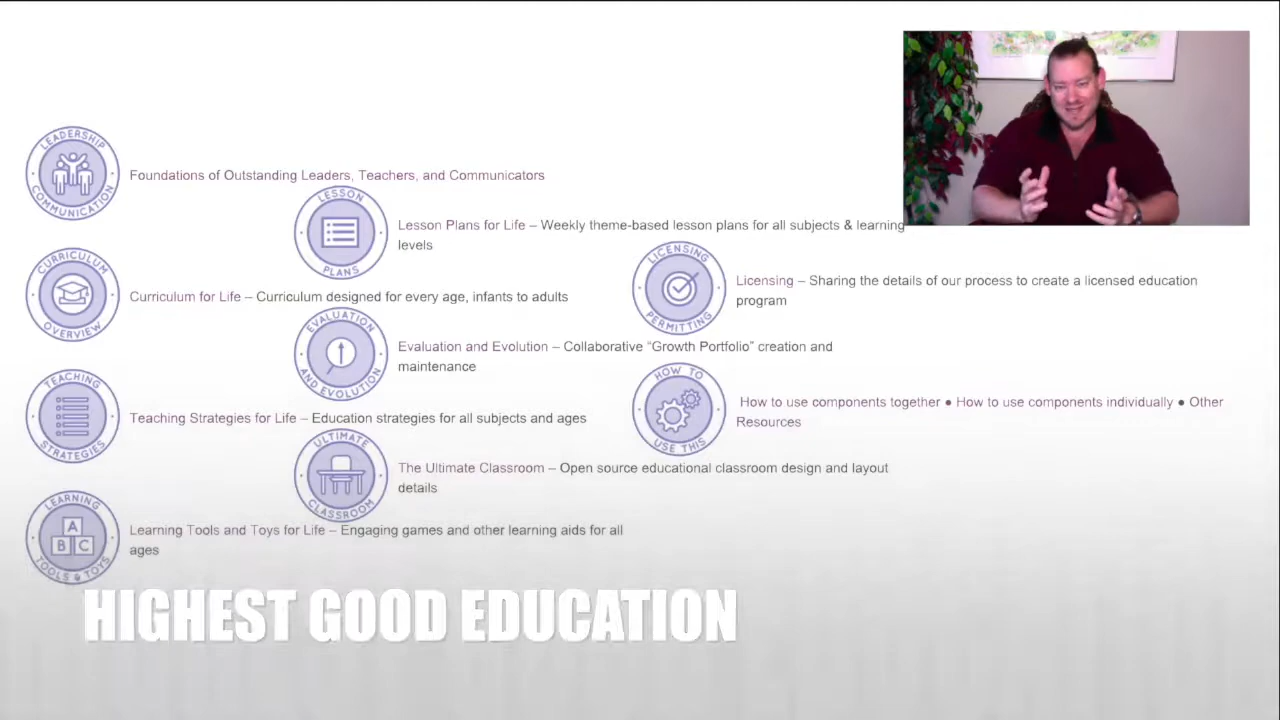 LEADERSHIP
COMMUNICATION
Foundations of Outstanding Leaders, Teachers, and Communicators
LESSON
PLANS
Lesson Plans for Life – Weekly theme-based lesson plans for all subjects & learning
levels
CURRICULUM
OVERVIEW
Curriculum for Life – Curriculum designed for every age, infants to adults
LICENSING
PERMITTING
Licensing – Sharing the details of our process to create a licensed education
program
EVALUATION
AND EVOLUTION
Evaluation and Evolution – Collaborative “Growth Portfolio” creation and
maintenance
TEACHING
STRATEGIES
Teaching Strategies for Life – Education strategies for all subjects and ages
HOW TO
USE THIS
How to use components together ● How to use components individually ● Other
Resources
ULTIMATE
CLASSROOM
The Ultimate Classroom – Open source educational classroom design and layout
details
LEARNING
TOOLS & TOYS
A
B C
Learning Tools and Toys for Life – Engaging games and other learning aids for all
ages
HIGHEST GOOD EDUCATION